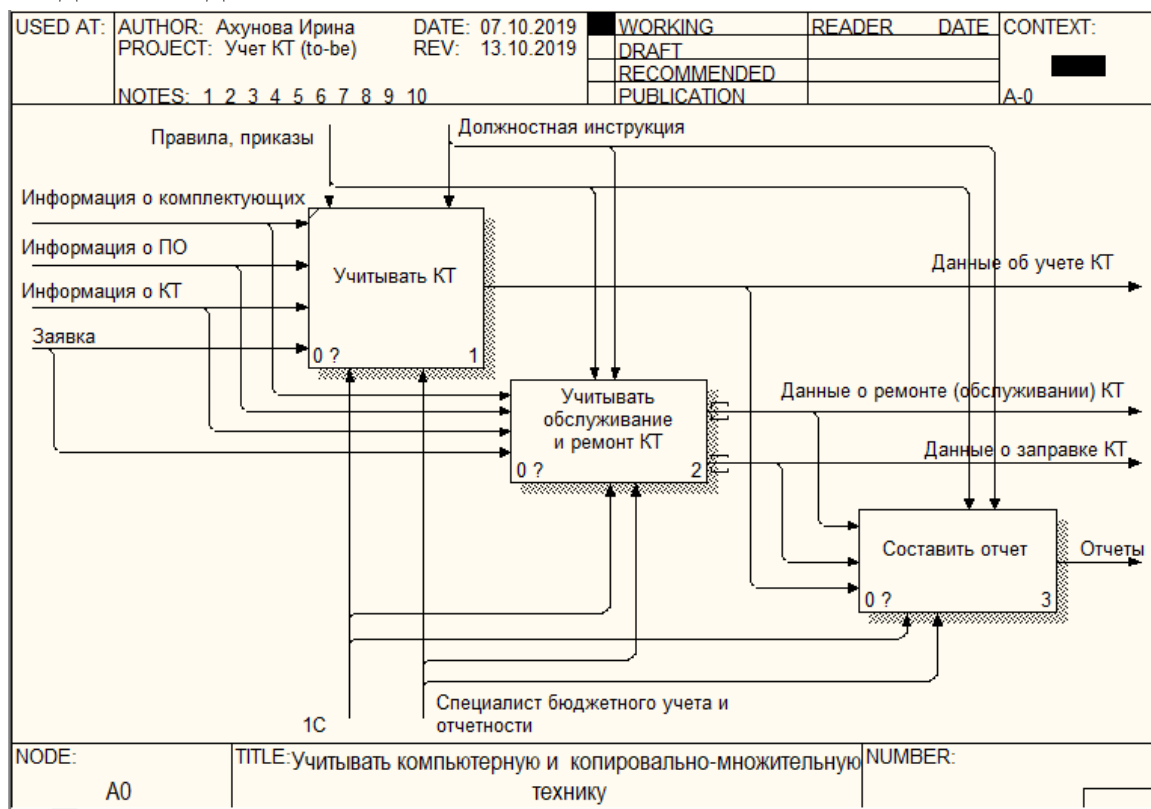 USED AT:
AUTHOR: Ахунова Ирина
DATE: 07.10.2019
PROJECT: Учет КТ (to-be)
REV: 13.10.2019
NOTES: 1 2 3 4 5 6 7 8 9 10
WORKING
DRAFT
RECOMMENDED
PUBLICATION
READER DATE
CONTEXT:
A-0
Правила, приказы
Должностная инструкция
Информация о комплектующих
Информация о ПО
Информация о КТ
Заявка
Учитывать КТ
0 ? 1
Данные об учете КТ
Учитывать
обслуживание
и ремонт КТ
0 ? 2
Данные о ремонте (обслуживании) КТ
Данные о заправке КТ
Составить отчет
0 ? 3
Отчеты
1С
Специалист бюджетного учета и
отчетности
NODE:
A0
TITLE: Учитывать компьютерную и копировально-множительную
технику
NUMBER: